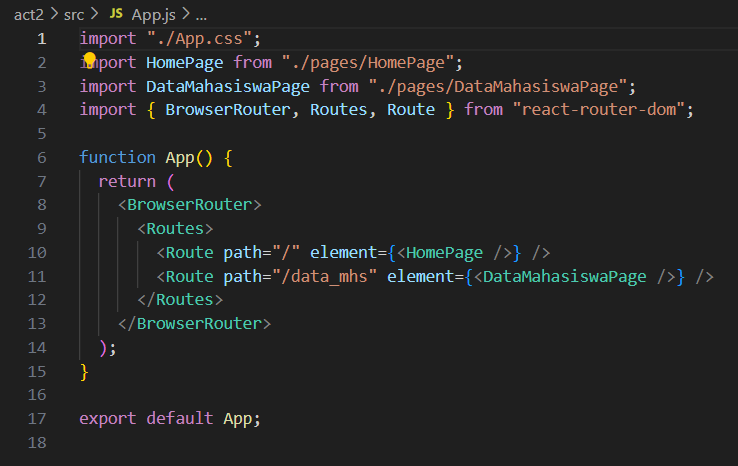 act2 > src > JS App.js > ...
1 import "./App.css";
2 import HomePage from "./pages/HomePage";
3 import DataMahasiswaPage from "./pages/DataMahasiswaPage";
4 import { BrowserRouter, Routes, Route } from "react-router-dom";
5
6 function App() {
7   return (
8     <BrowserRouter>
9       <Routes>
10         <Route path="/" element={<HomePage />} />
11         <Route path="/data_mhs" element={<DataMahasiswaPage />} />
12       </Routes>
13     </BrowserRouter>
14   );
15 }
16
17 export default App;
18